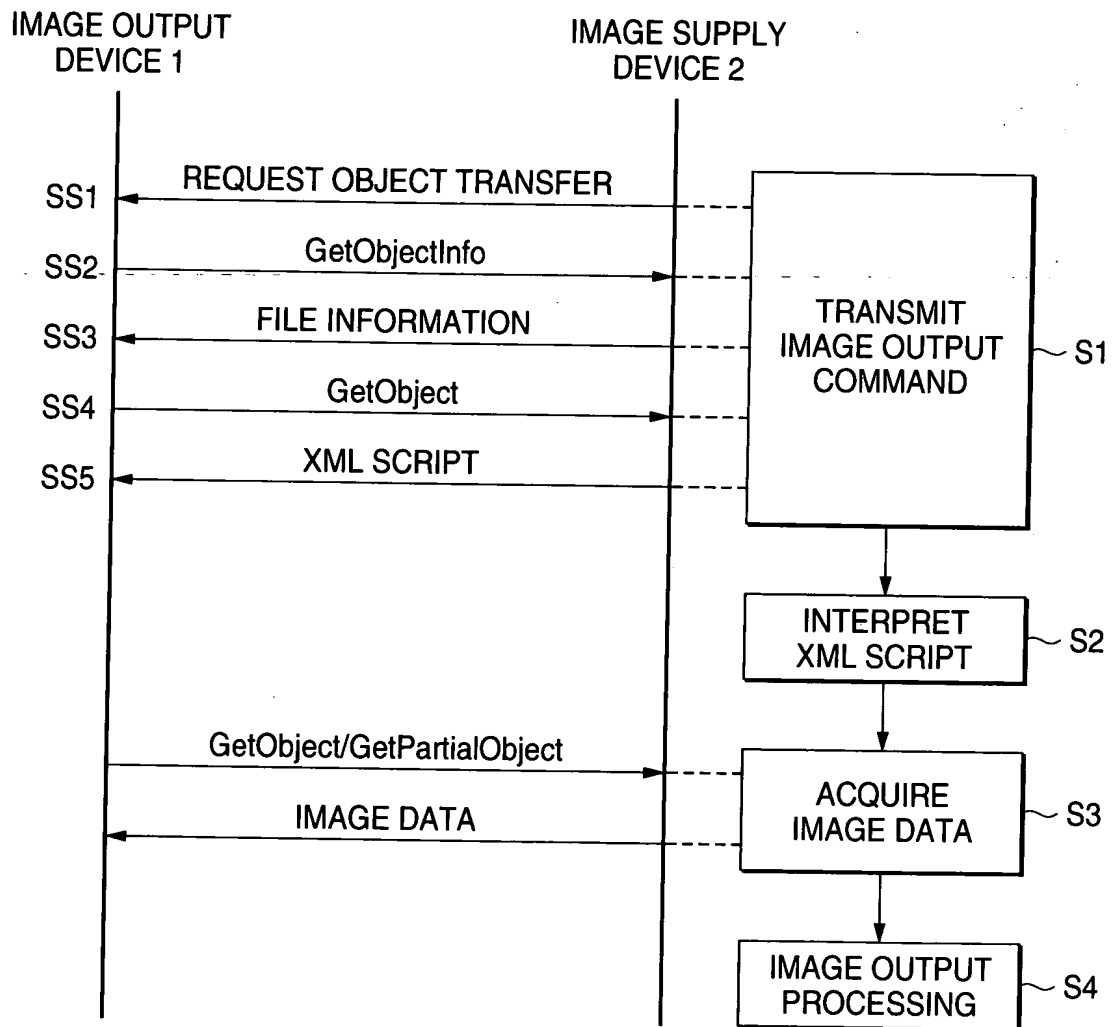 IMAGE OUTPUT
DEVICE 1
IMAGE SUPPLY
DEVICE 2
SS1
REQUEST OBJECT TRANSFER
SS2
GetObjectInfo
SS3
FILE INFORMATION
SS4
GetObject
SS5
XML SCRIPT
TRANSMIT
IMAGE OUTPUT
COMMAND
S1
INTERPRET
XML SCRIPT
S2
GetObject/GetPartialObject
IMAGE DATA
ACQUIRE
IMAGE DATA
S3
IMAGE OUTPUT
PROCESSING
S4